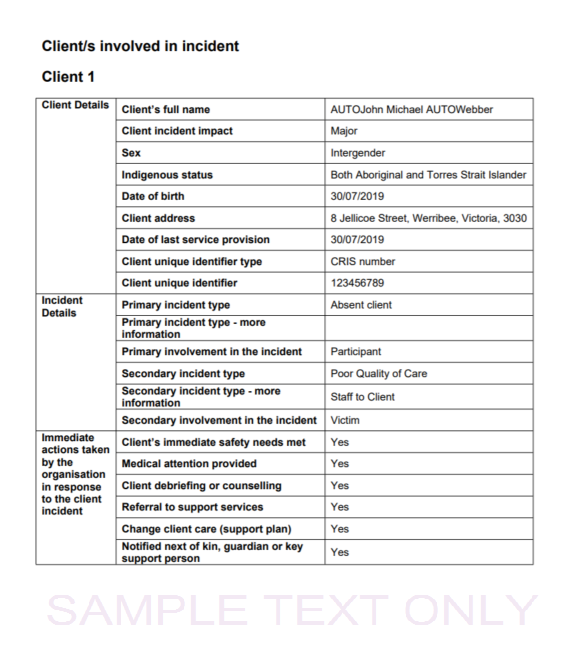 Client/s involved in incident
Client 1
Client Details
Client's full name AUTOJohn Michael AUTOWebber
Client incident impact Major
Sex Intergender
Indigenous status Both Aboriginal and Torres Strait Islander
Date of birth 30/07/2019
Client address 8 Jellicoe Street, Werribee, Victoria, 3030
Date of last service provision 30/07/2019
Client unique identifier type CRIS number
Client unique identifier 123456789
Incident
Details
Primary incident type Absent client
Primary incident type - more
information
Primary involvement in the incident Participant
Secondary incident type Poor Quality of Care
Secondary incident type - more
information Staff to Client
Secondary involvement in the incident Victim
Immediate
actions taken
by the
organisation
in response
to the client
incident
Client's immediate safety needs met Yes
Medical attention provided Yes
Client debriefing or counselling Yes
Referral to support services Yes
Change client care (support plan) Yes
Notified next of kin, guardian or key
support person Yes
SAMPLE TEXT ONLY